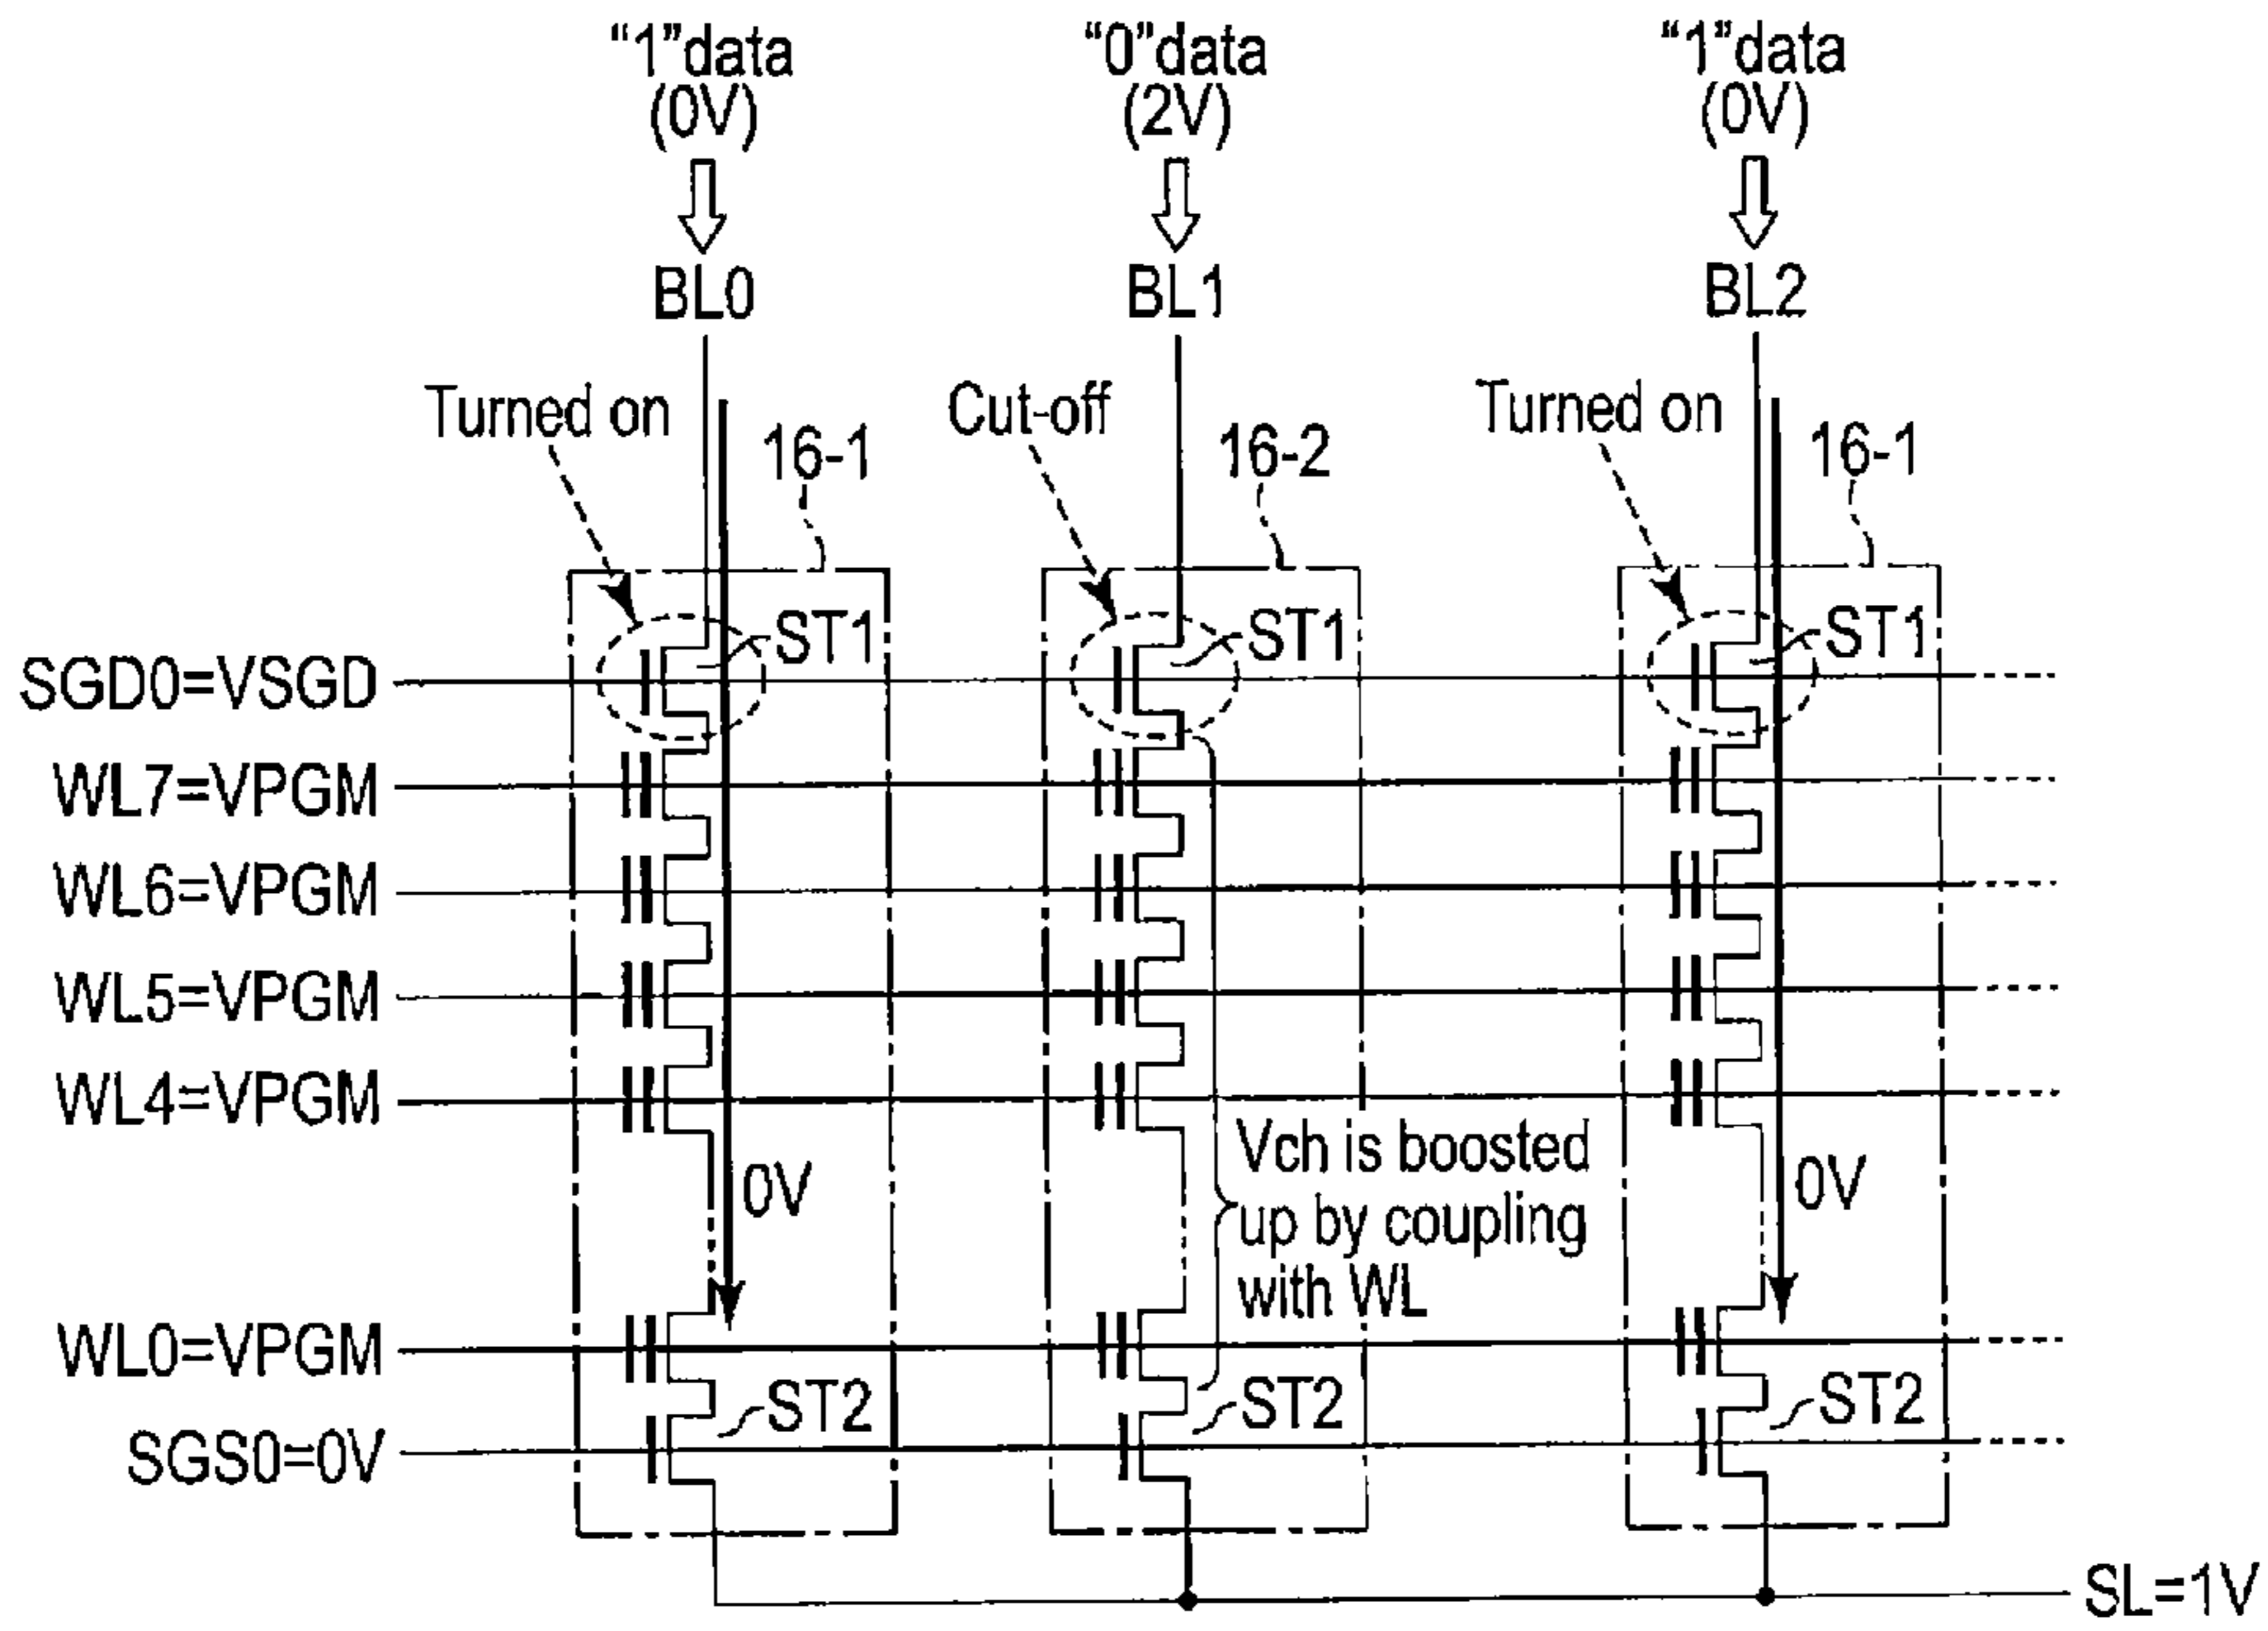 “1”data
(0V)
“0”data
(2V)
“1”data
(0V)
BL0
BL1
BL2
Turned on
16-1
Cut-off
16-2
Turned on
16-1
ST1
ST1
ST1
SGD0=VSGD
WL7=VPGM
WL6=VPGM
WL5=VPGM
WL4=VPGM
0V
Vch is boosted
up by coupling
with WL
0V
WL0=VPGM
ST2
ST2
ST2
SGS0=0V
SL=1V